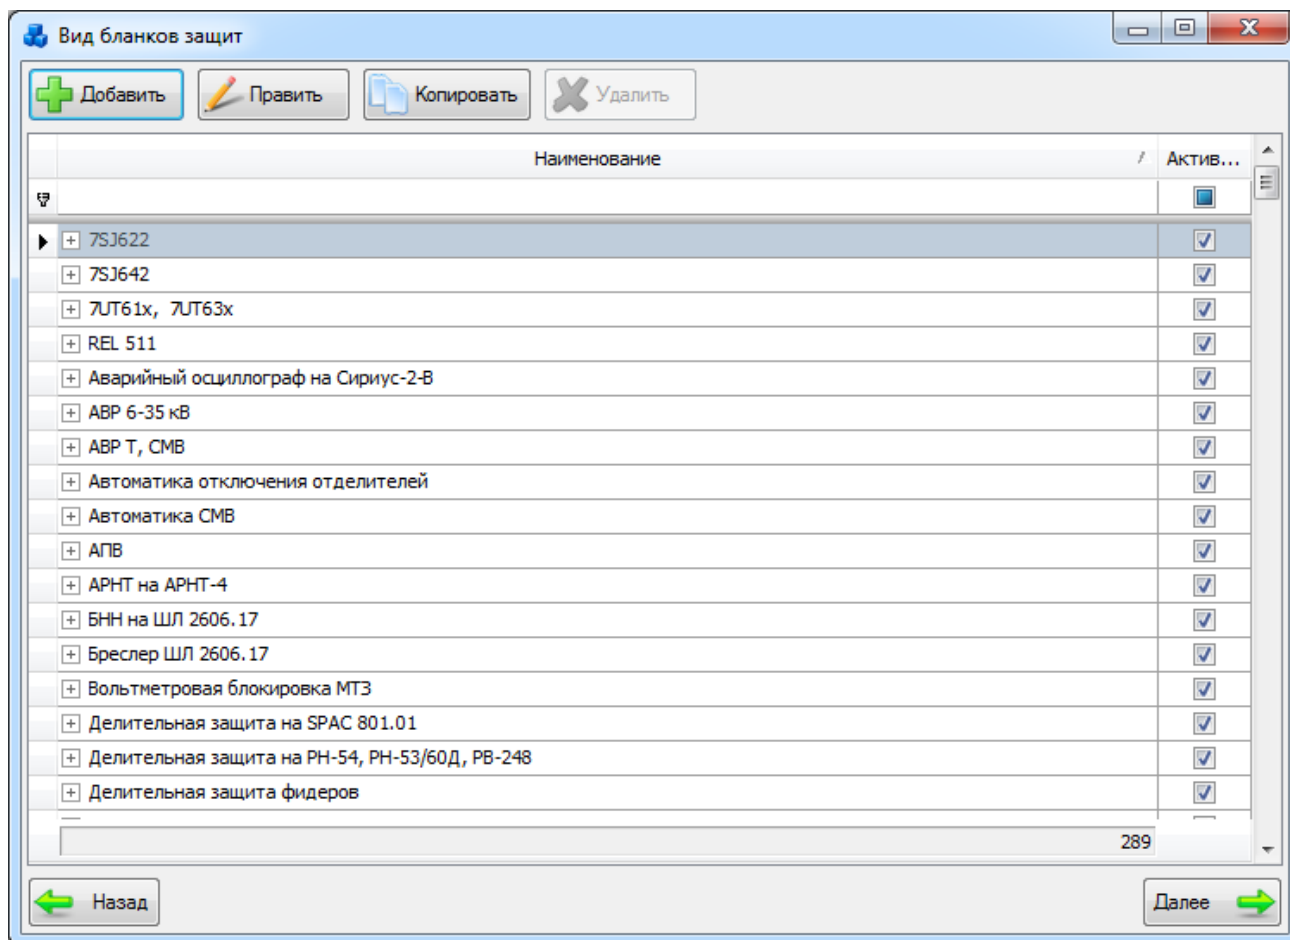 Вид бланков защит
Добавить Править Копировать Удалить
Наименование Актив...
7SJ622
7SJ642
7UT61x, 7UT63x
REL 511
Аварийный осциллограф на Сириус-2-В
АВР 6-35 кВ
АВР Т, СМВ
Автоматика отключения отделителей
Автоматика СМВ
АПВ
АРНТ на АРНТ-4
БНН на ШЛ 2606.17
Бреслер ШЛ 2606.17
Вольтметровая блокировка МТЗ
Делительная защита на SPAC 801.01
Делительная защита на РН-54, РН-53/60Д, РВ-248
Делительная защита фидеров
289
Назад Далее